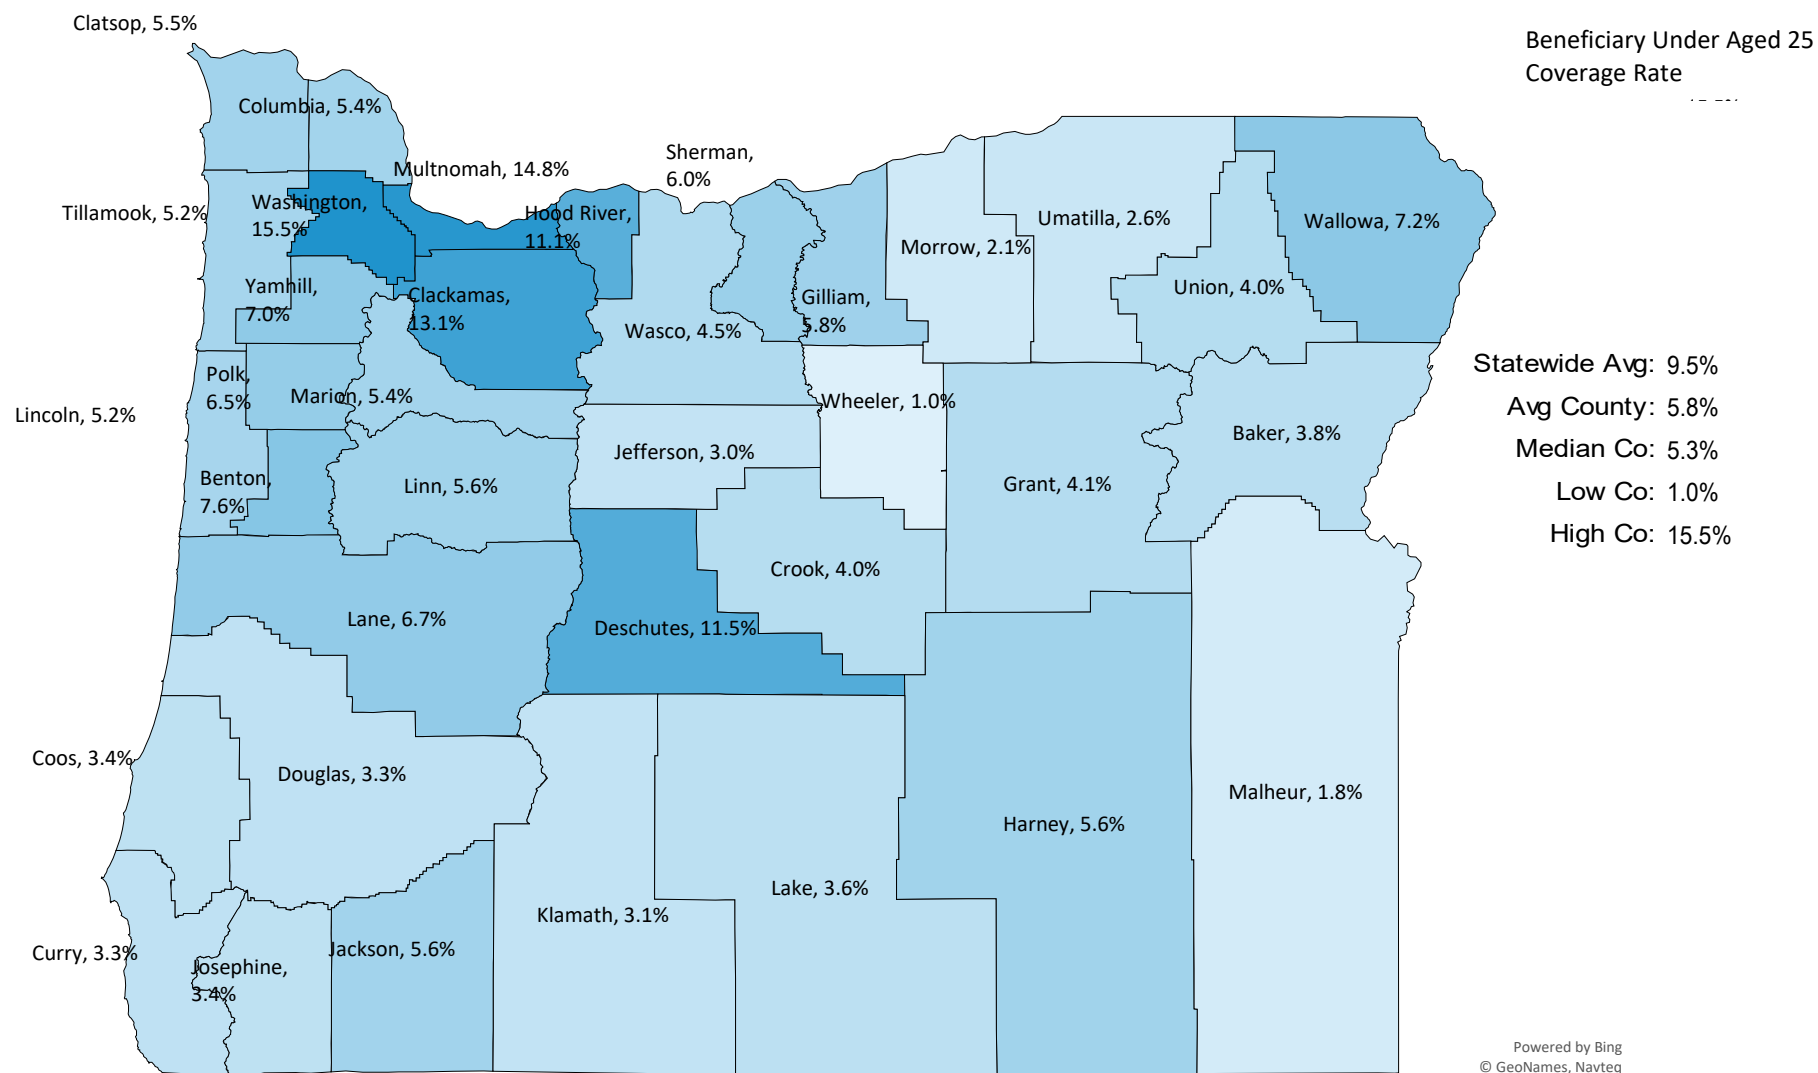 Clatsop, 5.5%
Beneficiary Under Aged 25
Coverage Rate
Columbia, 5.4%
Multnomah, 14.8%
Sherman,
6.0%
Tillamook, 5.2%
Washington,
15.5%
Hood River,
11.1%
Morrow, 2.1%
Umatilla, 2.6%
Wallowa, 7.2%
Yamhill,
7.0%
Clackamas,
13.1%
Wasco, 4.5%
Gilliam,
5.8%
Union, 4.0%
Polk,
6.5%
Marion, 5.4%
Lincoln, 5.2%
Wheeler, 1.0%
Baker, 3.8%
Statewide Avg: 9.5%
Avg County: 5.8%
Median Co: 5.3%
Low Co: 1.0%
High Co: 15.5%
Benton,
7.6%
Linn, 5.6%
Jefferson, 3.0%
Grant, 4.1%
Crook, 4.0%
Lane, 6.7%
Deschutes, 11.5%
Coos, 3.4%
Douglas, 3.3%
Malheur, 1.8%
Harney, 5.6%
Lake, 3.6%
Klamath, 3.1%
Curry, 3.3%
Josephine,
3.4%
Jackson, 5.6%
Powered by Bing
© GeoNames, Navteq